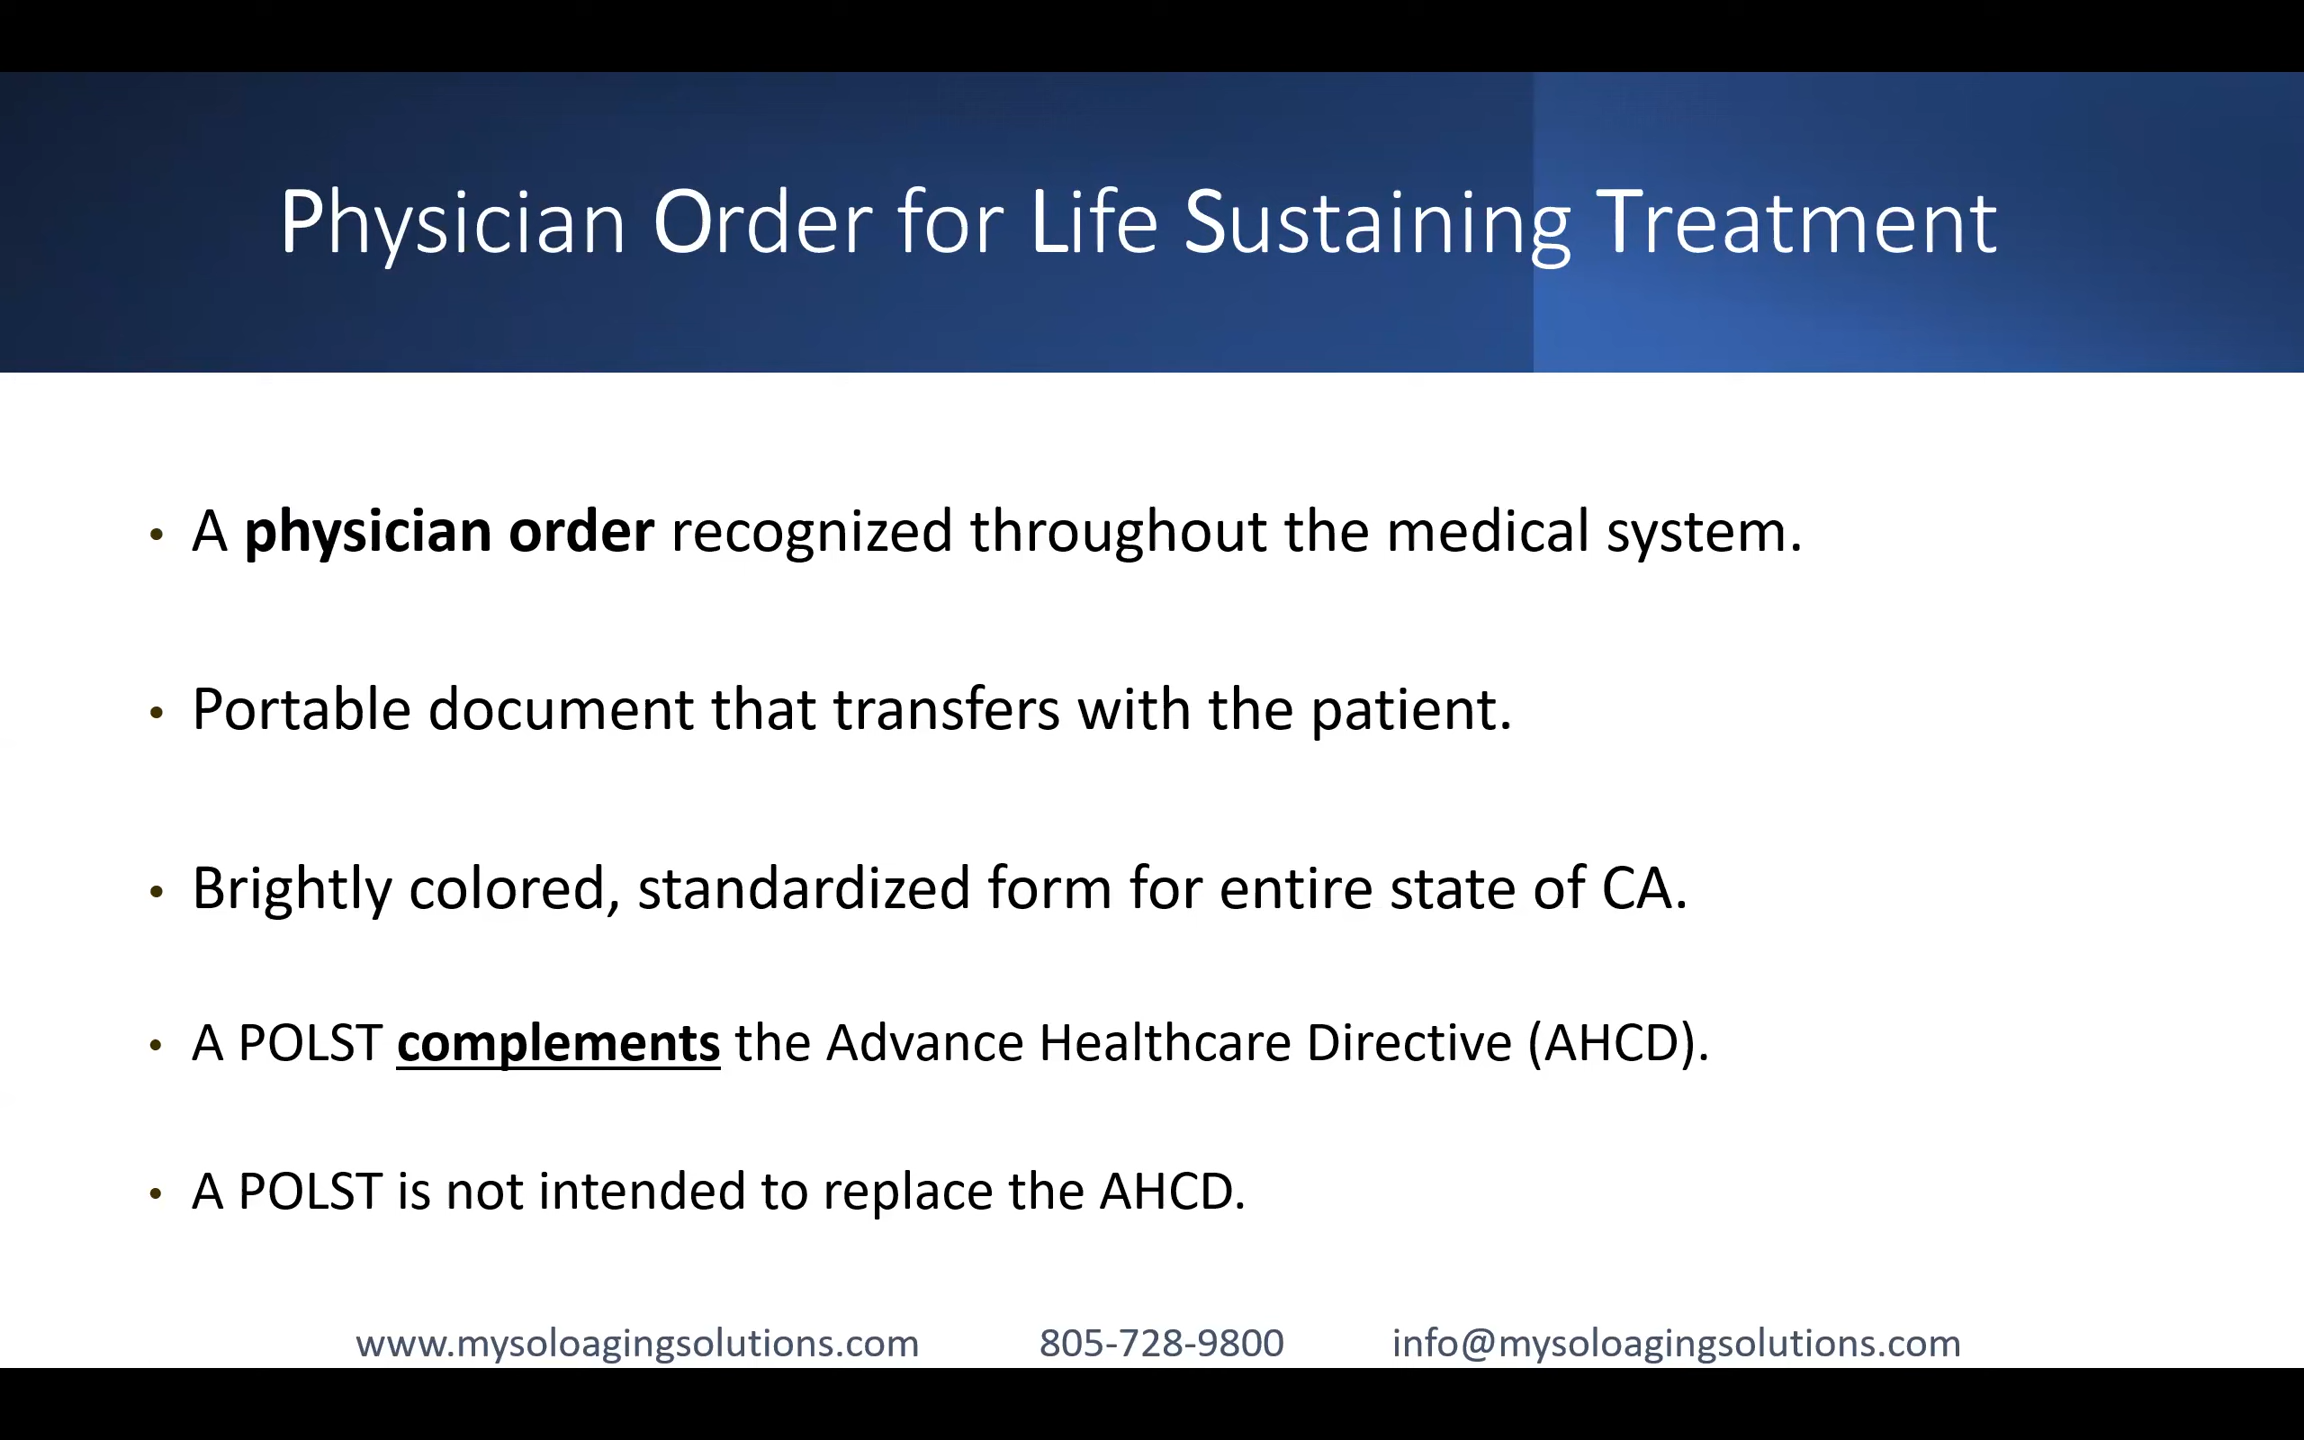 Physician Order for Life Sustaining Treatment
• A physician order recognized throughout the medical system.
• Portable document that transfers with the patient.
• Brightly colored, standardized form for entire state of CA.
• A POLST complements the Advance Healthcare Directive (AHCD).
• A POLST is not intended to replace the AHCD.
www.mysoloagingsolutions.com 805-728-9800 info@mysoloagingsolutions.com